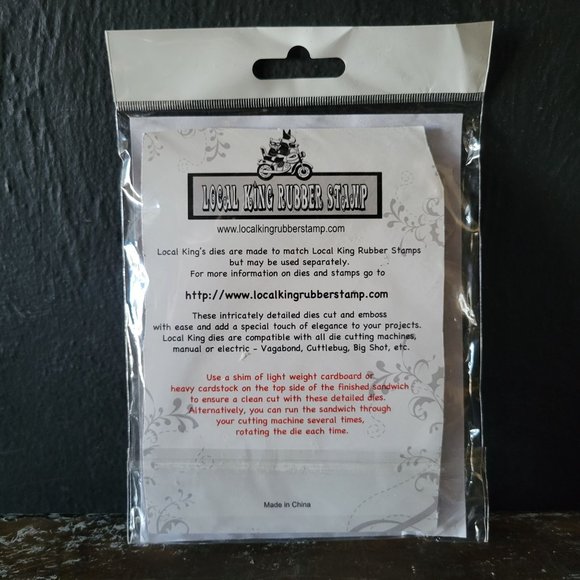 LOCAL KING RUBBER STAMP
www.localkingrubberstamp.com
Local King's dies are made to match Local King Rubber Stamps
but may be used separately.
For more information on dies and stamps go to
http://www.localkingrubberstamp.com
These intricately detailed dies cut and emboss
with ease and add a special touch of elegance to your projects.
Local King dies are compatible with all die cutting machines,
manual or electric - Vagabond, Cuttlebug, Big Shot, etc.
Use a shim of light weight cardboard or
heavy cardstock on the top side of the finished sandwich
to ensure a clean cut with these detailed dies.
Alternatively, you can run the sandwich through
your cutting machine several times,
rotating the die each time.
Made in China